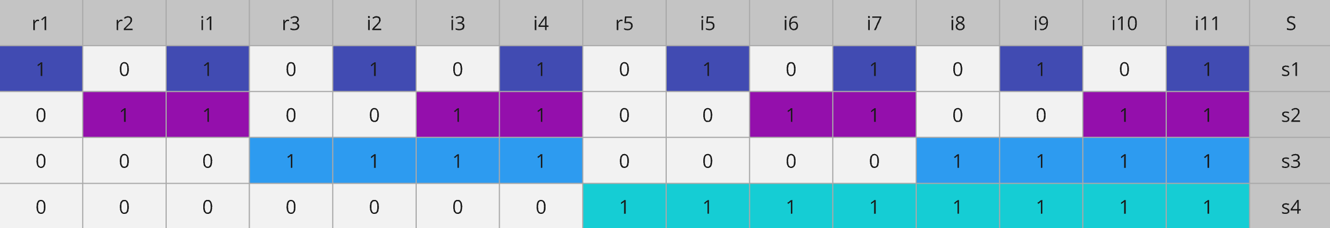 r1 r2 i1 r3 i2 i3 i4 r5 i5 i6 i7 i8 i9 i10 i11 S
1 0 1 0 1 0 1 0 1 0 1 0 1 0 1 s1
0 1 1 0 0 1 1 0 0 1 1 0 0 1 1 s2
0 0 0 1 1 1 1 0 0 0 0 1 1 1 1 s3
0 0 0 0 0 0 0 1 1 1 1 1 1 1 1 s4